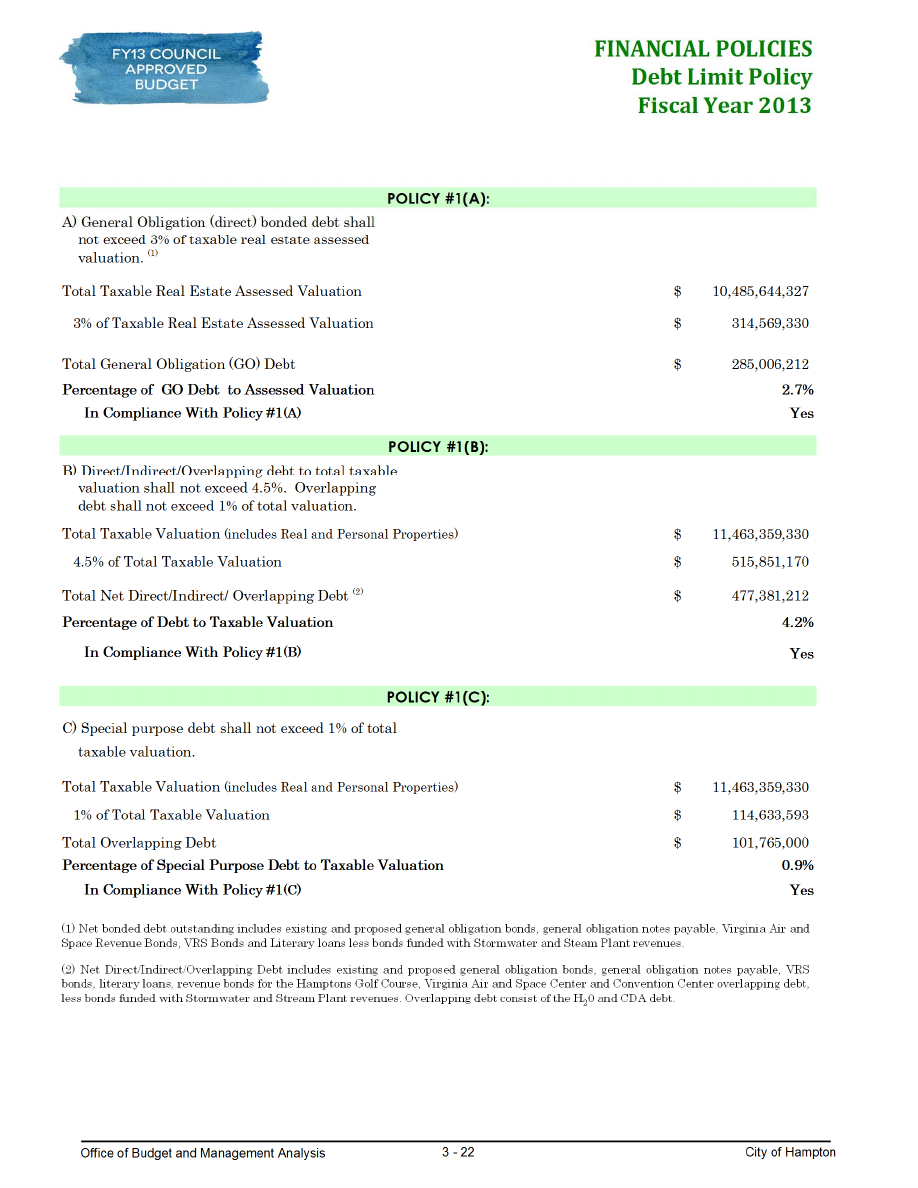 FY13 COUNCIL
APPROVED
BUDGET
FINANCIAL POLICIES
Debt Limit Policy
Fiscal Year 2013
POLICY #1(A):
A) General Obligation (direct) bonded debt shall
not exceed 3% of taxable real estate assessed
valuation. (1)
Total Taxable Real Estate Assessed Valuation $ 10,485,644,327
3% of Taxable Real Estate Assessed Valuation $ 314,569,330
Total General Obligation (GO) Debt $ 285,006,212
Percentage of GO Debt to Assessed Valuation 2.7%
In Compliance With Policy #1(A) Yes
POLICY #1(B):
B) Direct/Indirect/Overlapping debt to total taxable
valuation shall not exceed 4.5%. Overlapping
debt shall not exceed 1% of total valuation.
Total Taxable Valuation (includes Real and Personal Properties) $ 11,463,359,330
4.5% of Total Taxable Valuation $ 515,851,170
Total Net Direct/Indirect/ Overlapping Debt (2) $ 477,381,212
Percentage of Debt to Taxable Valuation 4.2%
In Compliance With Policy #1(B) Yes
POLICY #1(C):
C) Special purpose debt shall not exceed 1% of total
taxable valuation.
Total Taxable Valuation (includes Real and Personal Properties) $ 11,463,359,330
1% of Total Taxable Valuation $ 114,633,593
Total Overlapping Debt $ 101,765,000
Percentage of Special Purpose Debt to Taxable Valuation 0.9%
In Compliance With Policy #1(C) Yes
(1) Net bonded debt outstanding includes existing and proposed general obligation bonds, general obligation notes payable, Virginia Air and
Space Revenue Bonds, VRS Bonds and Literary loans less bonds funded with Stormwater and Steam Plant revenues.
(2) Net Direct/Indirect/Overlapping Debt includes existing and proposed general obligation bonds, general obligation notes payable, VRS
bonds, literary loans, revenue bonds for the Hamptons Golf Course, Virginia Air and Space Center and Convention Center overlapping debt,
less bonds funded with Stormwater and Stream Plant revenues. Overlapping debt consist of the H20 and CDA debt.
Office of Budget and Management Analysis 3 - 22 City of Hampton